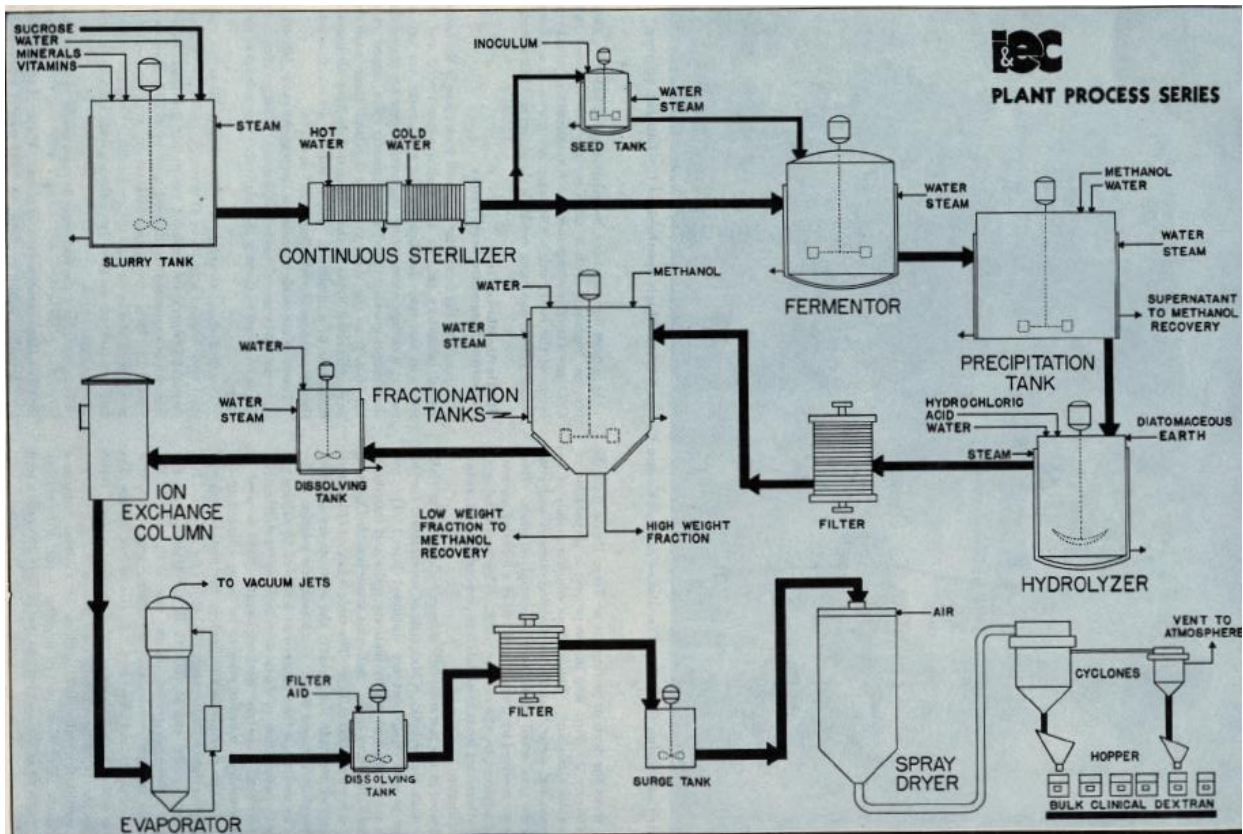 SUCROSE
WATER
MINERALS
VITAMINS
STEAM
SLURRY TANK
HOT
WATER
COLD
WATER
CONTINUOUS STERILIZER
INOCULUM
WATER
STEAM
SEED TANK
i&ec
PLANT PROCESS SERIES
WATER
STEAM
FERMENTOR
METHANOL
WATER
WATER
STEAM
SUPERNATANT
TO METHANOL
RECOVERY
PRECIPITATION
TANK
HYDROCHLORIC
ACID
WATER
DIATOMACEOUS
EARTH
STEAM
HYDROLYZER
FILTER
WATER
METHANOL
WATER
STEAM
FRACTIONATION
TANKS
LOW WEIGHT
FRACTION TO
METHANOL
RECOVERY
HIGH WEIGHT
FRACTION
WATER
WATER
STEAM
DISSOLVING
TANK
ION
EXCHANGE
COLUMN
TO VACUUM JETS
EVAPORATOR
FILTER
AID
DISSOLVING
TANK
FILTER
SURGE TANK
AIR
SPRAY
DRYER
VENT TO
ATMOSPHERE
CYCLONES
HOPPER
BULK CLINICAL DEXTRAN